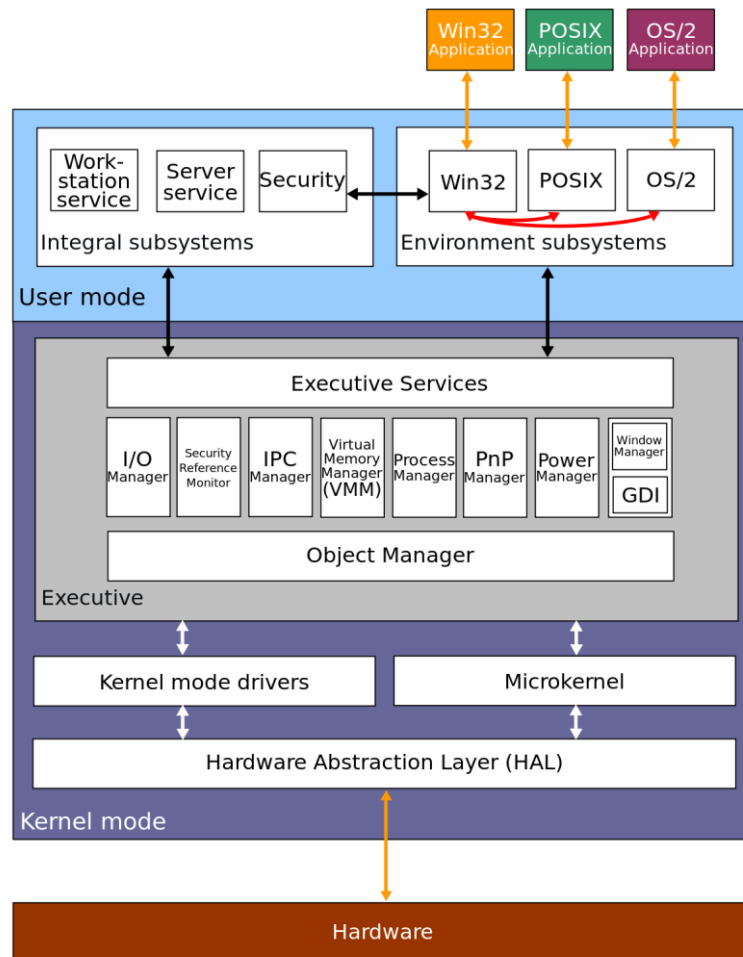 Win32
Application
POSIX
Application
OS/2
Application
Work-
station
service
Server
service
Security
Integral subsystems
Win32
POSIX
OS/2
Environment subsystems
User mode
Executive Services
I/O
Manager
Security
Reference
Monitor
IPC
Manager
Virtual
Memory
Manager
(VMM)
Process
Manager
PnP
Manager
Power
Manager
Window
Manager
GDI
Object Manager
Executive
Kernel mode drivers
Microkernel
Hardware Abstraction Layer (HAL)
Kernel mode
Hardware